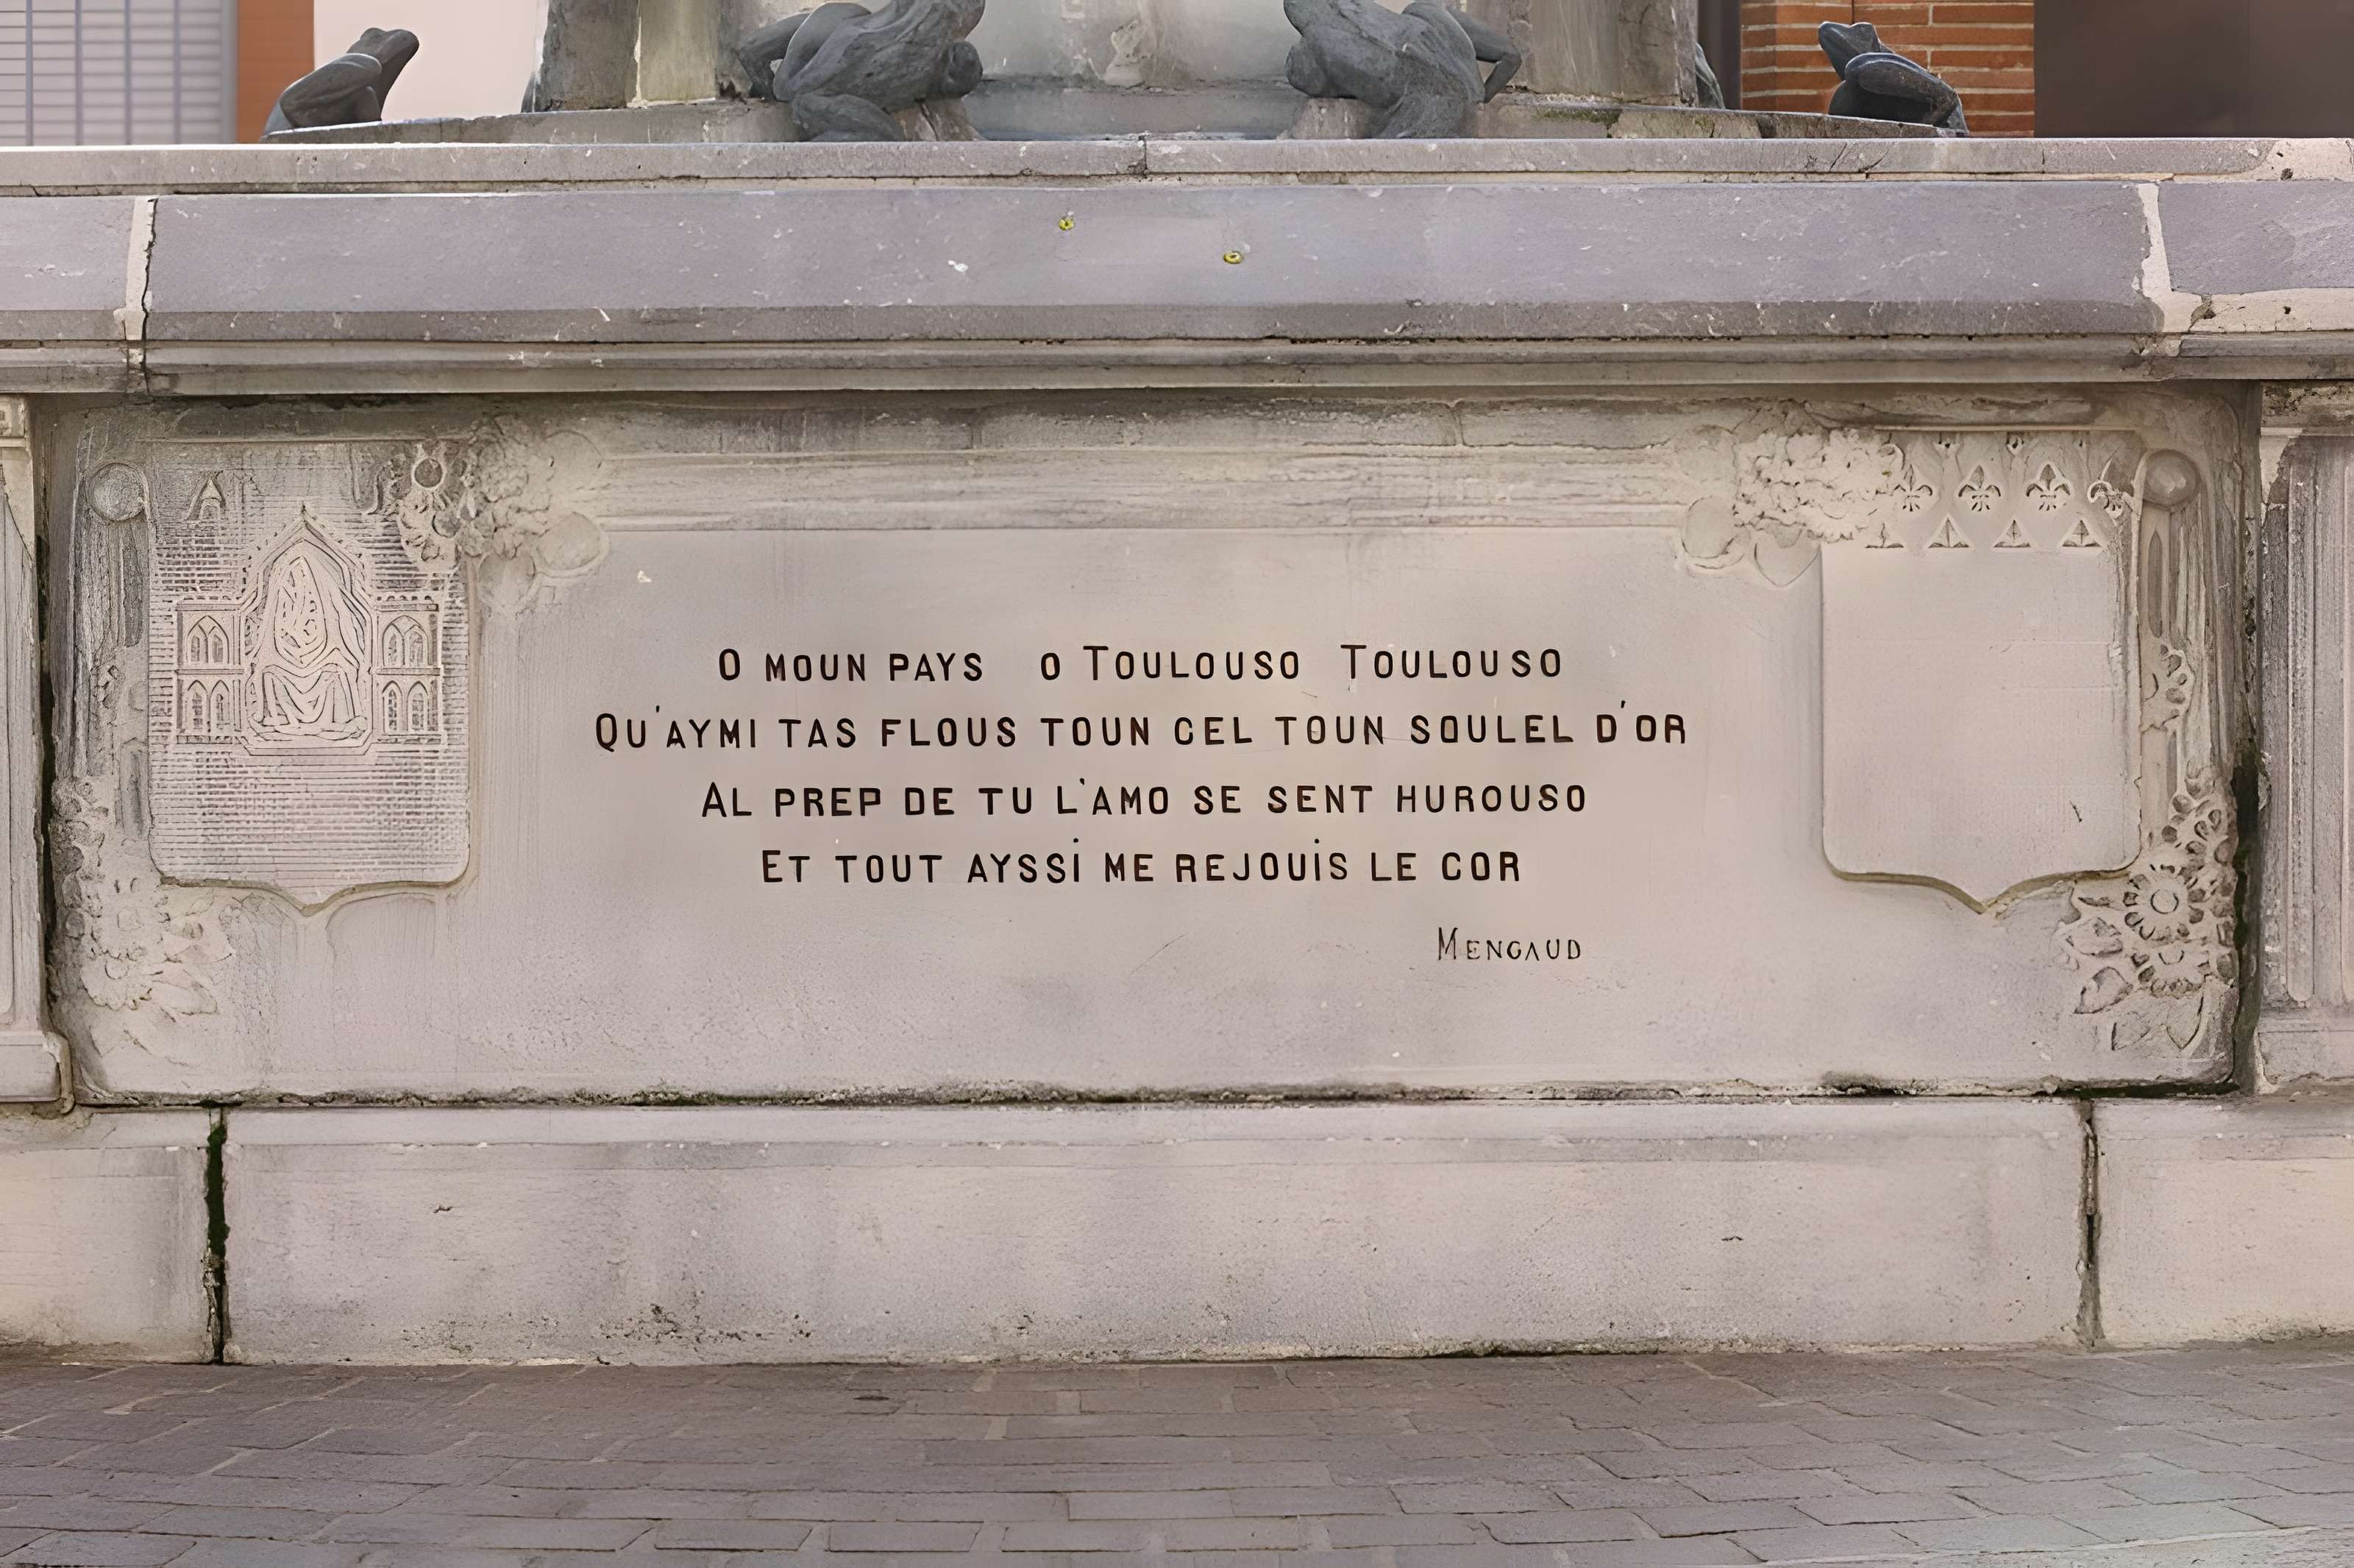 O MOUN PAYS O TOULOUSO TOULOUSO
QU'AYMI TAS FLOUS TOUN CEL TOUN SOULEL D'OR
AL PREP DE TU L'AMO SE SENT HUROUSO
ET TOUT AYSSI ME REJOUIS LE COR
MENGAUD